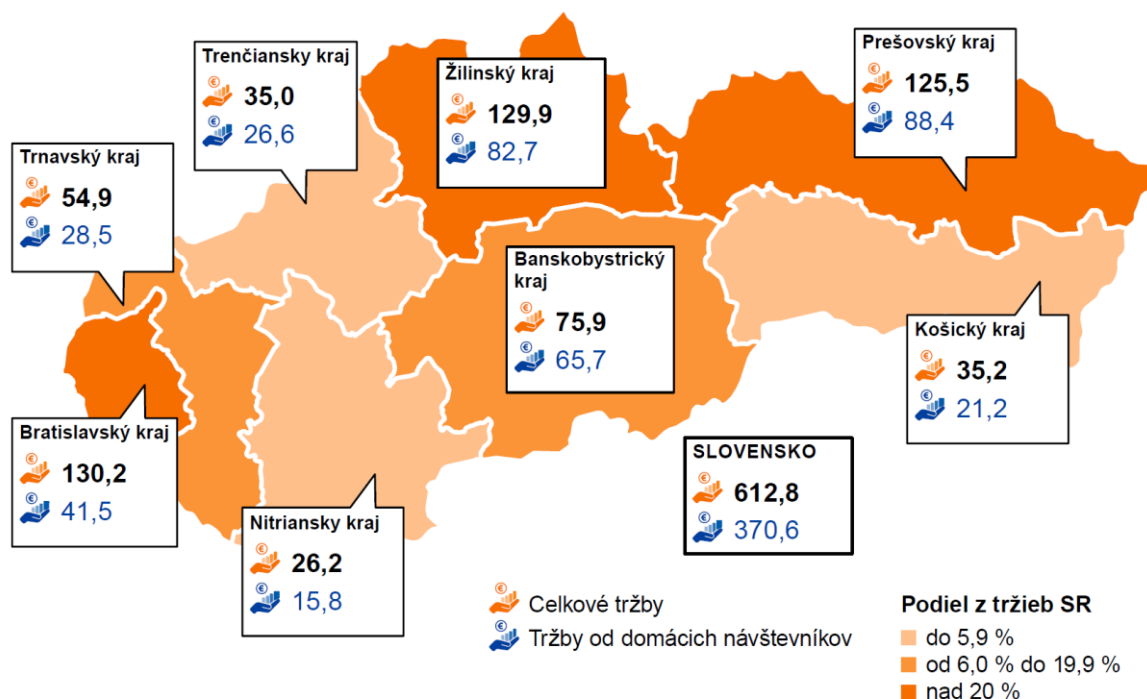 Trenčiansky kraj
35,0
26,6
Žilinský kraj
129,9
82,7
Prešovský kraj
125,5
88,4
Trnavský kraj
54,9
28,5
Banskobystrický
kraj
75,9
65,7
Košický kraj
35,2
21,2
Bratislavský kraj
130,2
41,5
Nitriansky kraj
26,2
15,8
SLOVENSKO
612,8
370,6
Celkové tržby
Tržby od domácich návštevníkov
Podiel z tržieb SR
do 5,9 %
od 6,0 % do 19,9 %
nad 20 %